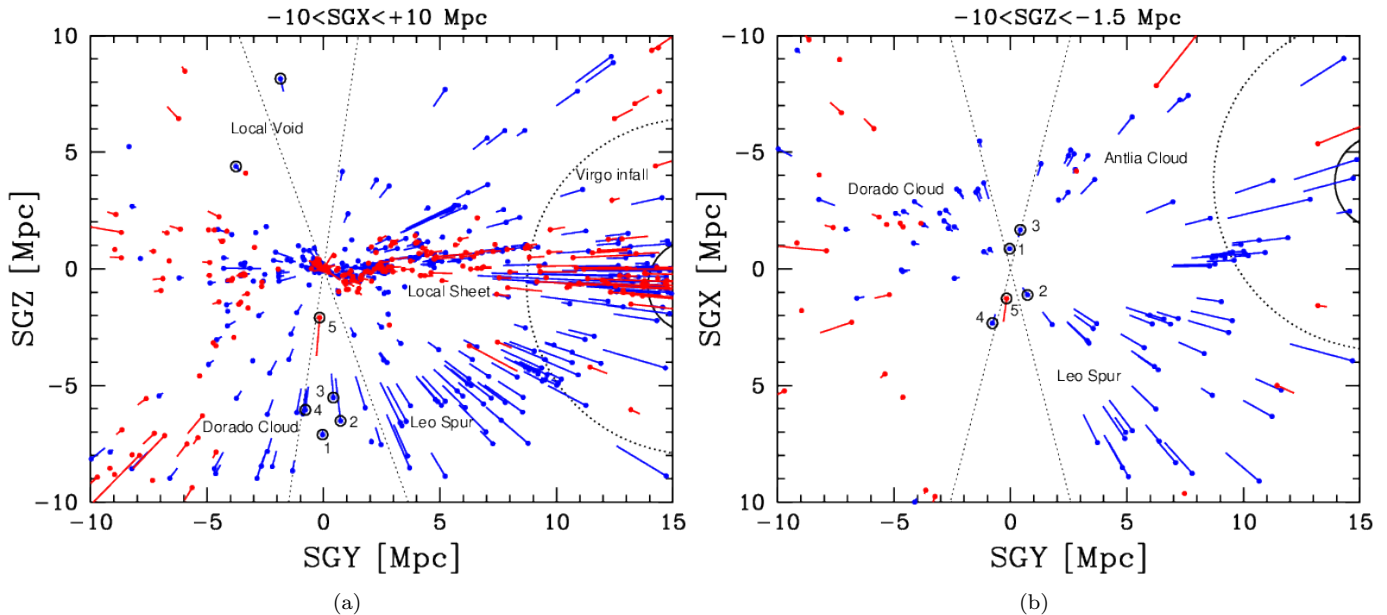 −10<SGX<+10 Mpc
10
5
0
−5
−10
SGZ [Mpc]
Local Void
Virgo infall
Local Sheet
5
3
4
2
1
Dorado Cloud
Leo Spur
−10
−5
0
5
10
15
SGY [Mpc]
(a)
−10<SGZ<−1.5 Mpc
−10
−5
0
5
10
SGX [Mpc]
Antlia Cloud
Dorado Cloud
3
1
2
5
4
Leo Spur
−10
−5
0
5
10
15
SGY [Mpc]
(b)